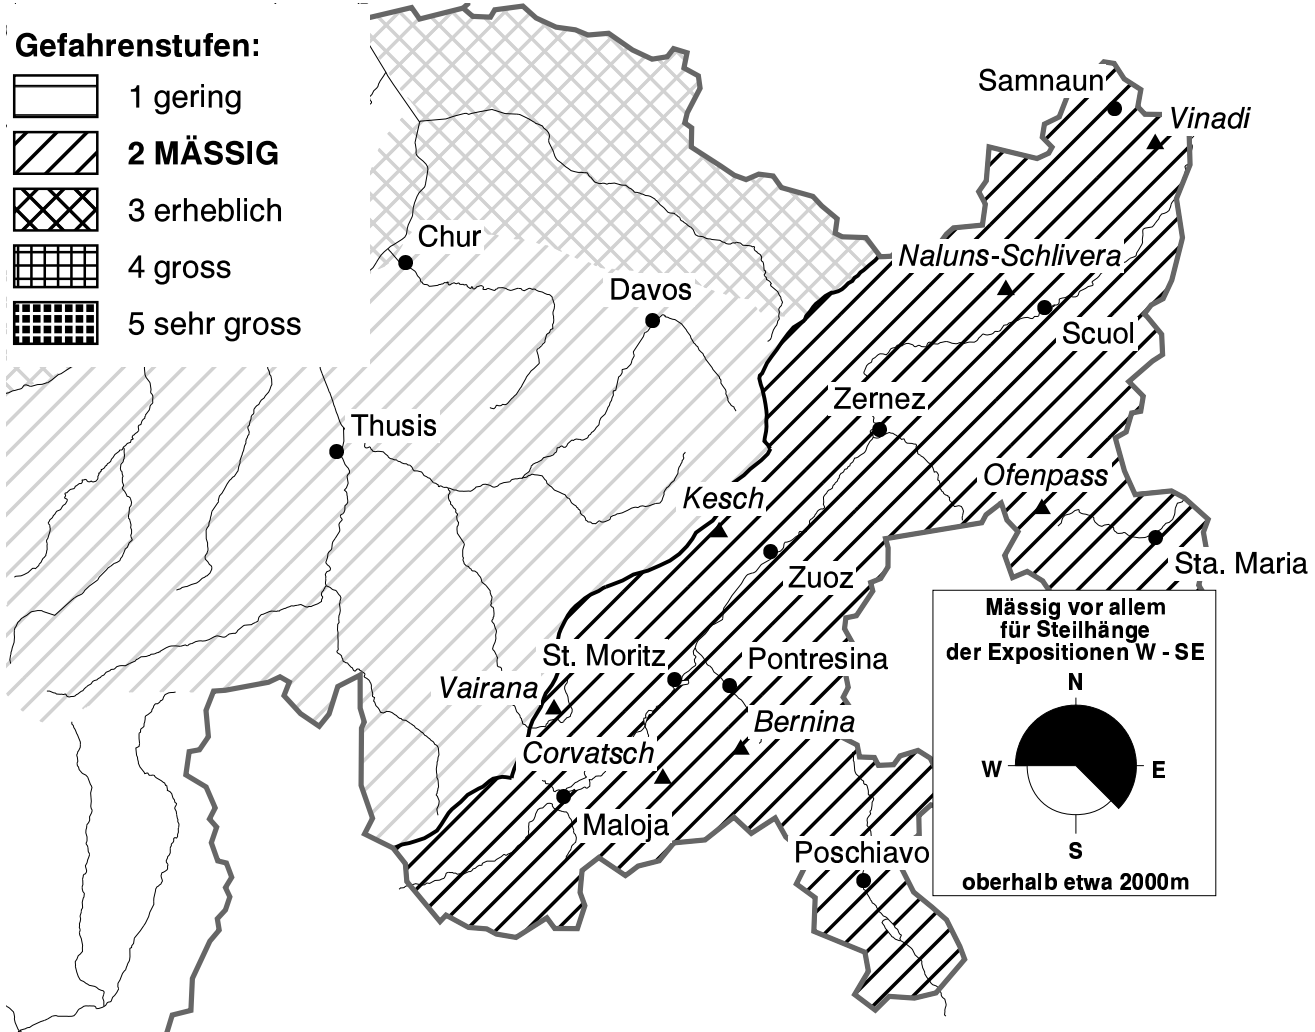 Gefahrenstufen:
1 gering
2 MÄSSIG
3 erheblich
4 gross
5 sehr gross
Samnaun
Vinadi
Chur
Naluns-Schlivera
Davos
Scuol
Zernez
Thusis
Ofenpass
Kesch
Sta. Maria
Zuoz
Mässig vor allem
für Steilhänge
der Expositionen W - SE
N
W
E
S
oberhalb etwa 2000m
St. Moritz
Pontresina
Vairana
Bernina
Corvatsch
Maloja
Poschiavo